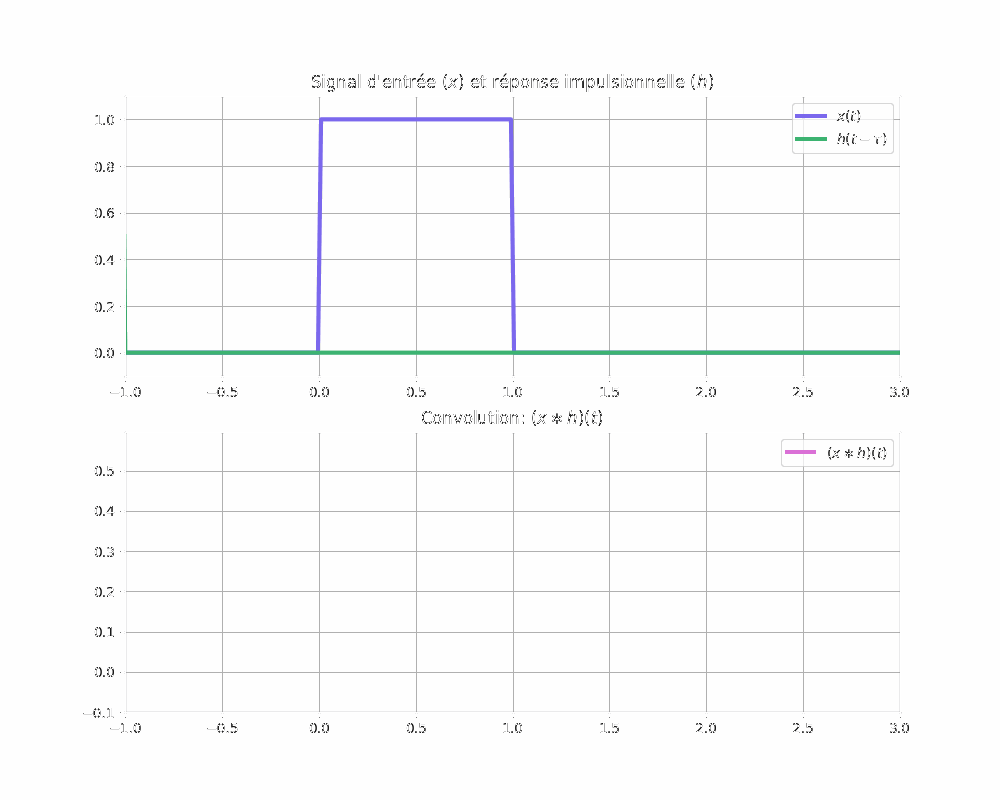 Signal d'entrée (x) et réponse impulsionnelle (h)
x(t)
h(t − τ)
1.0
0.8
0.6
0.4
0.2
0.0
−1.0 −0.5 0.0 0.5 1.0 1.5 2.0 2.5 3.0
Convolution: (x ∗ h)(t)
(x ∗ h)(t)
0.5
0.4
0.3
0.2
0.1
0.0
−0.1
−1.0 −0.5 0.0 0.5 1.0 1.5 2.0 2.5 3.0